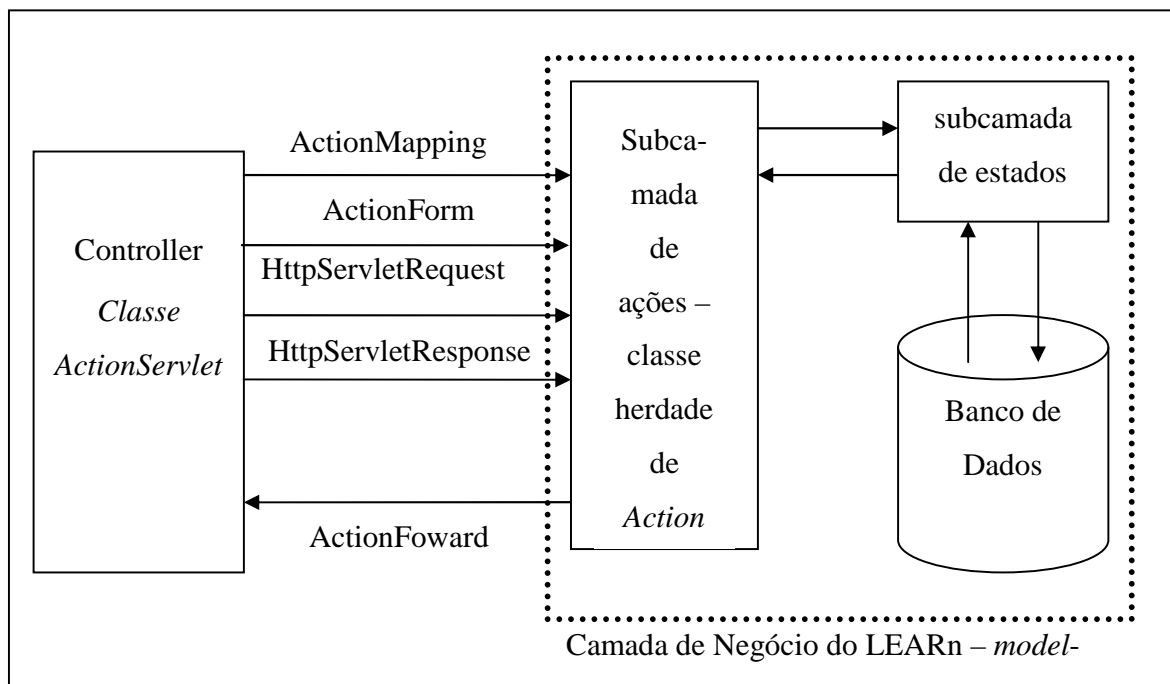 Controller
Classe
ActionServlet
ActionMapping
ActionForm
HttpServletRequest
HttpServletResponse
ActionFoward
Subca-
mada
de
ações –
classe
herdade
de
Action
subcamada
de estados
Banco de
Dados
Camada de Negócio do LEARn – model-